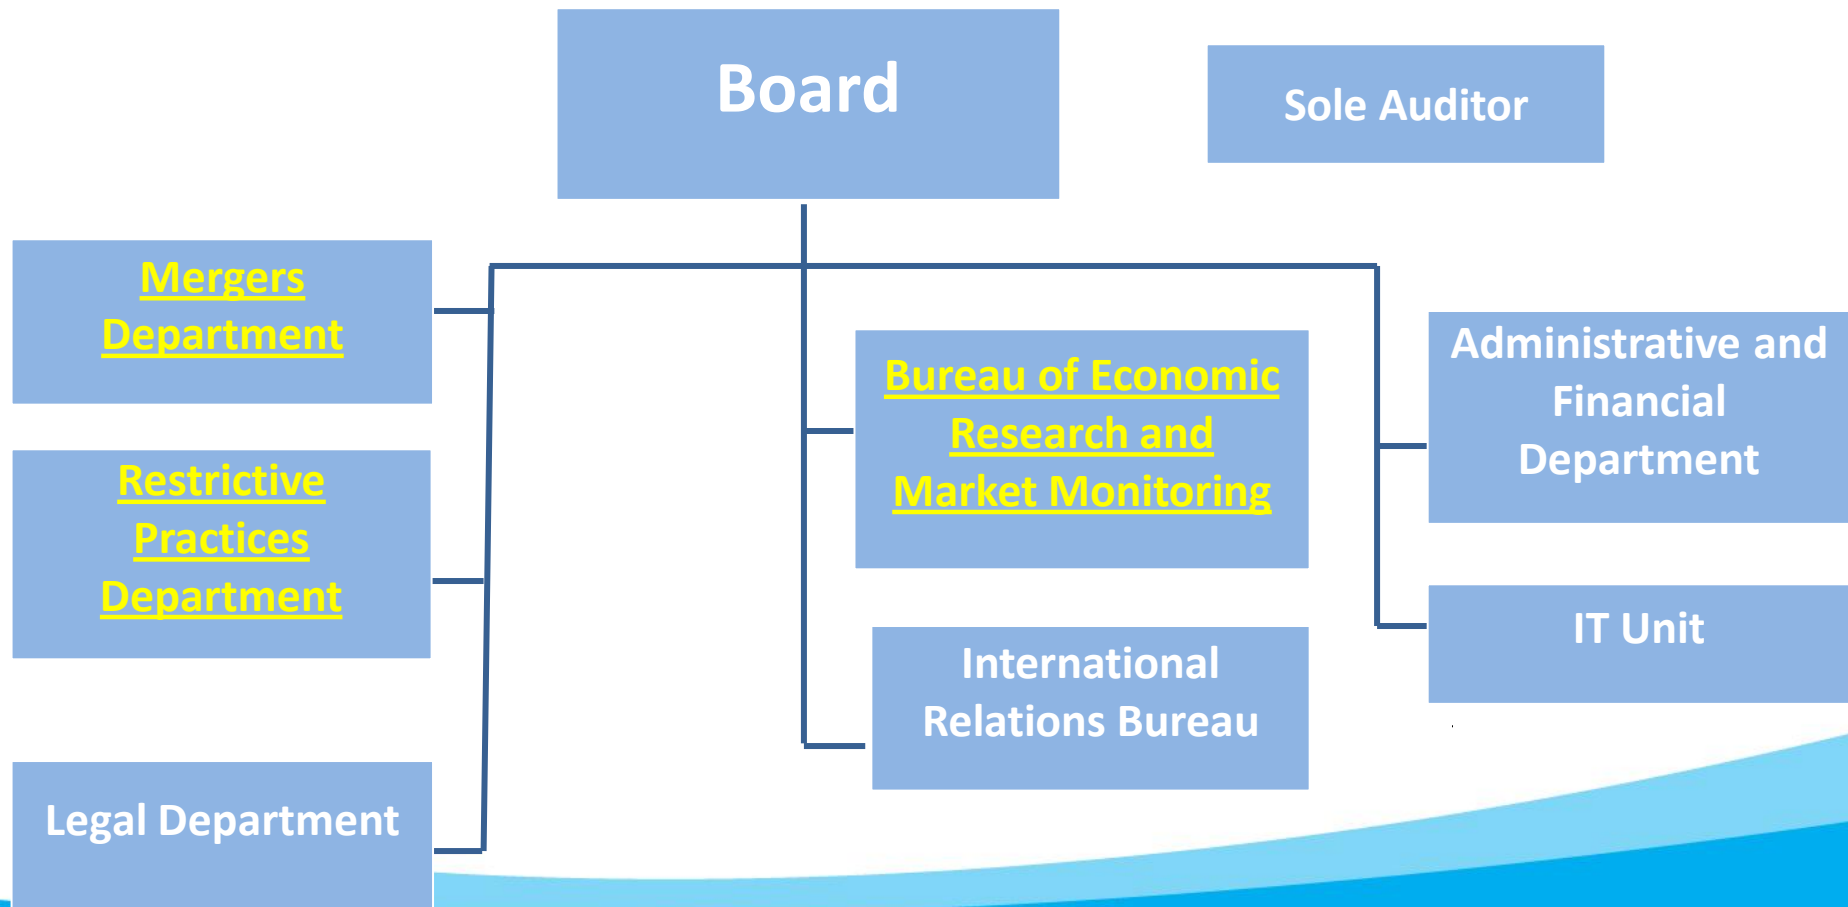 Board
Sole Auditor
Mergers
Department
Restrictive
Practices
Department
Legal Department
Bureau of Economic
Research and
Market Monitoring
International
Relations Bureau
Administrative and
Financial
Department
IT Unit